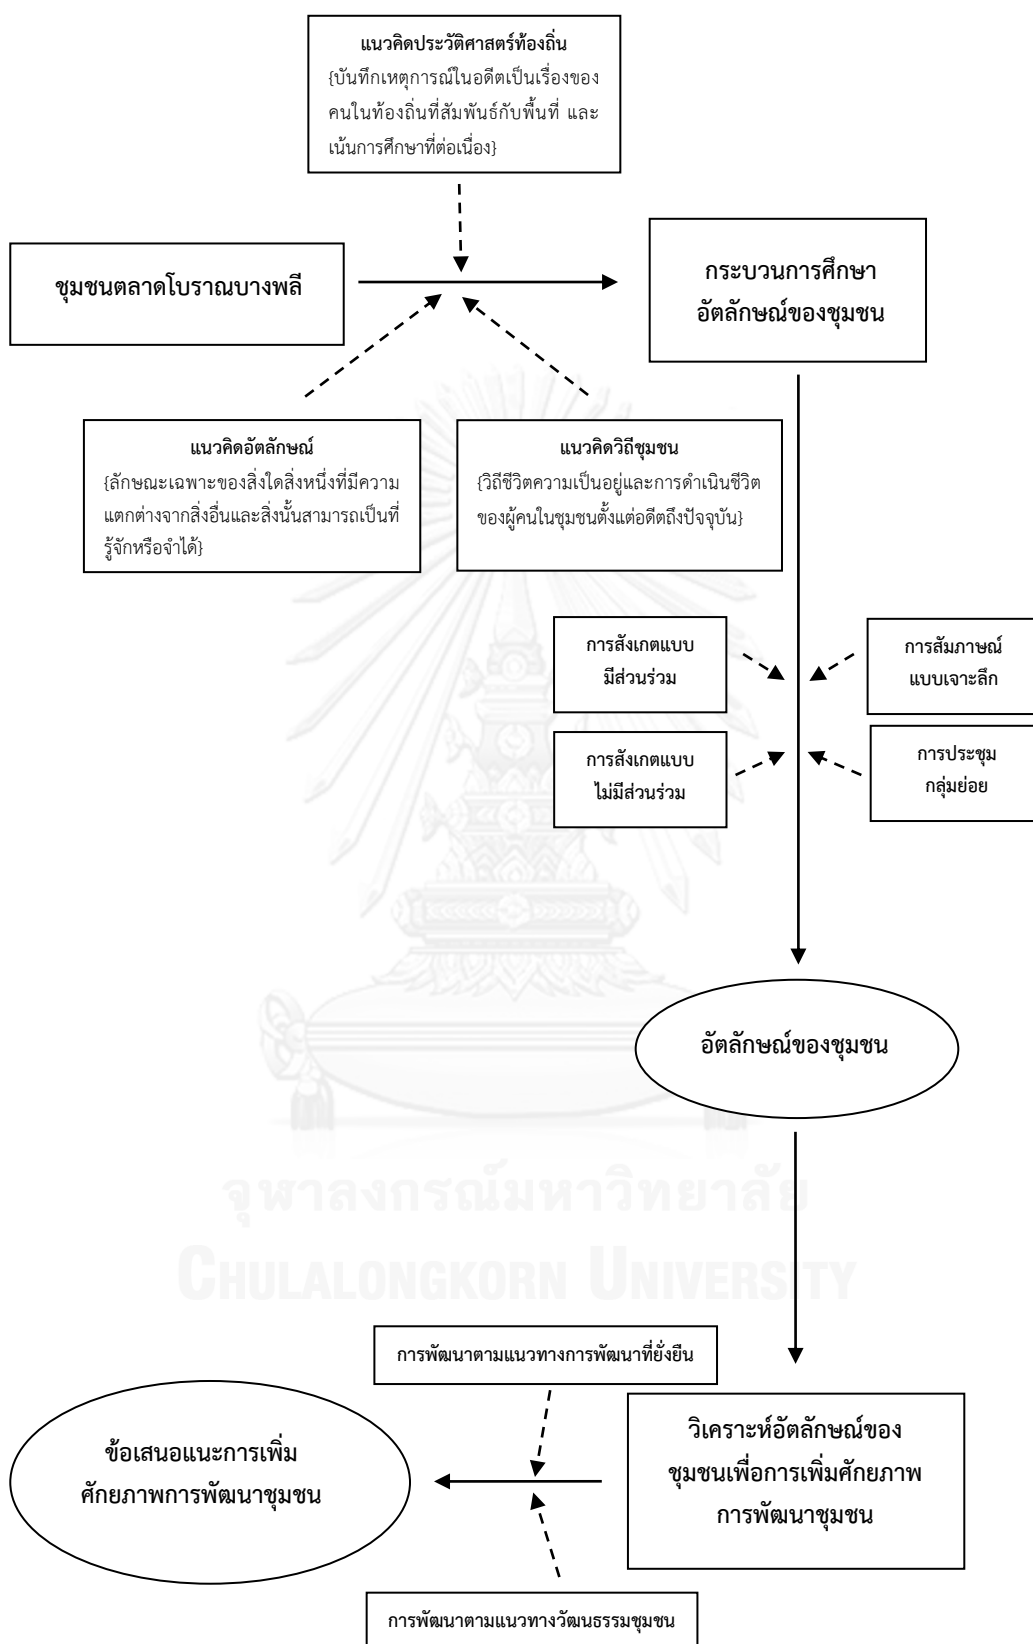 แนวคิดประวัติศาสตร์ท้องถิ่น
{บันทึกเหตุการณ์ในอดีตเป็นเรื่องของ
คนในท้องถิ่นที่สัมพันธ์กับพื้นที่ และ
เน้นการศึกษาที่ต่อเนื่อง}
ชุมชนตลาดโบราณบางพลี
กระบวนการศึกษา
อัตลักษณ์ของชุมชน
แนวคิดอัตลักษณ์
{ลักษณะเฉพาะของสิ่งใดสิ่งหนึ่งที่มีความ
แตกต่างจากสิ่งอื่นและสิ่งนั้นสามารถเป็นที่
รู้จักหรือจำได้}
แนวคิดวิถีชุมชน
{วิถีชีวิตความเป็นอยู่และการดำเนินชีวิต
ของผู้คนในชุมชนตั้งแต่อดีตถึงปัจจุบัน}
การสังเกตแบบ
มีส่วนร่วม
การสัมภาษณ์
แบบเจาะลึก
การสังเกตแบบ
ไม่มีส่วนร่วม
การประชุม
กลุ่มย่อย
อัตลักษณ์ของชุมชน
จุฬาลงกรณ์มหาวิทยาลัย
CHULALONGKORN UNIVERSITY
การพัฒนาตามแนวทางการพัฒนาที่ยั่งยืน
ข้อเสนอแนะการเพิ่ม
ศักยภาพการพัฒนาชุมชน
วิเคราะห์อัตลักษณ์ของ
ชุมชนเพื่อการเพิ่มศักยภาพ
การพัฒนาชุมชน
การพัฒนาตามแนวทางวัฒนธรรมชุมชน